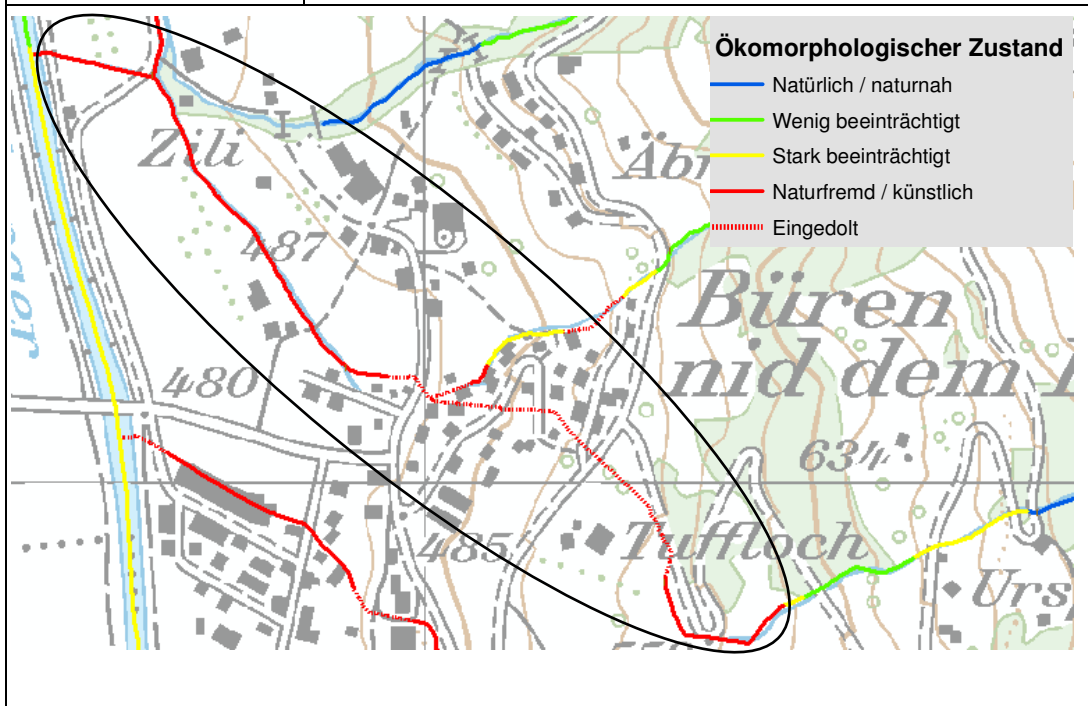 Ökomorphologischer Zustand
Natürlich / naturnah
Wenig beeinträchtigt
Stark beeinträchtigt
Naturfremd / künstlich
Eingedolt
Zili
487
Büren
nid dem
480
634
485
Tuffloch